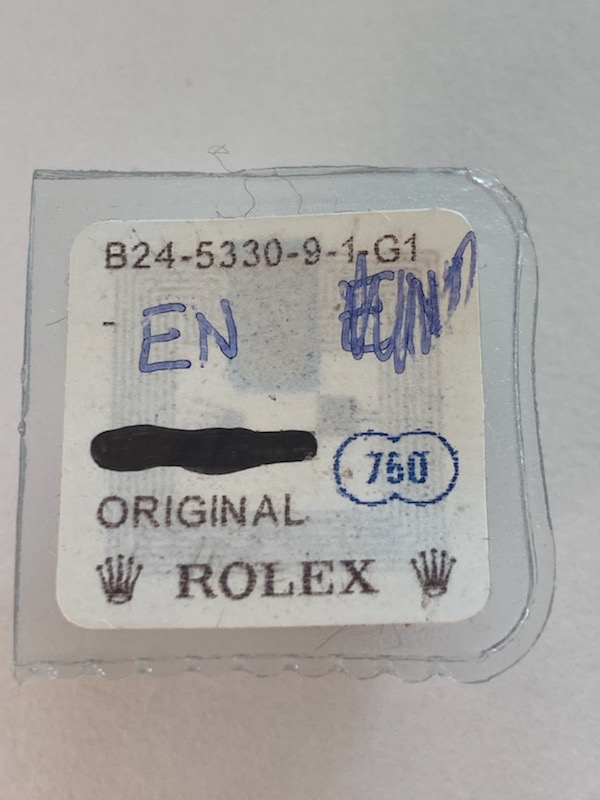 B24-5330-9-1-G1
- EN
750
ORIGINAL
ROLEX